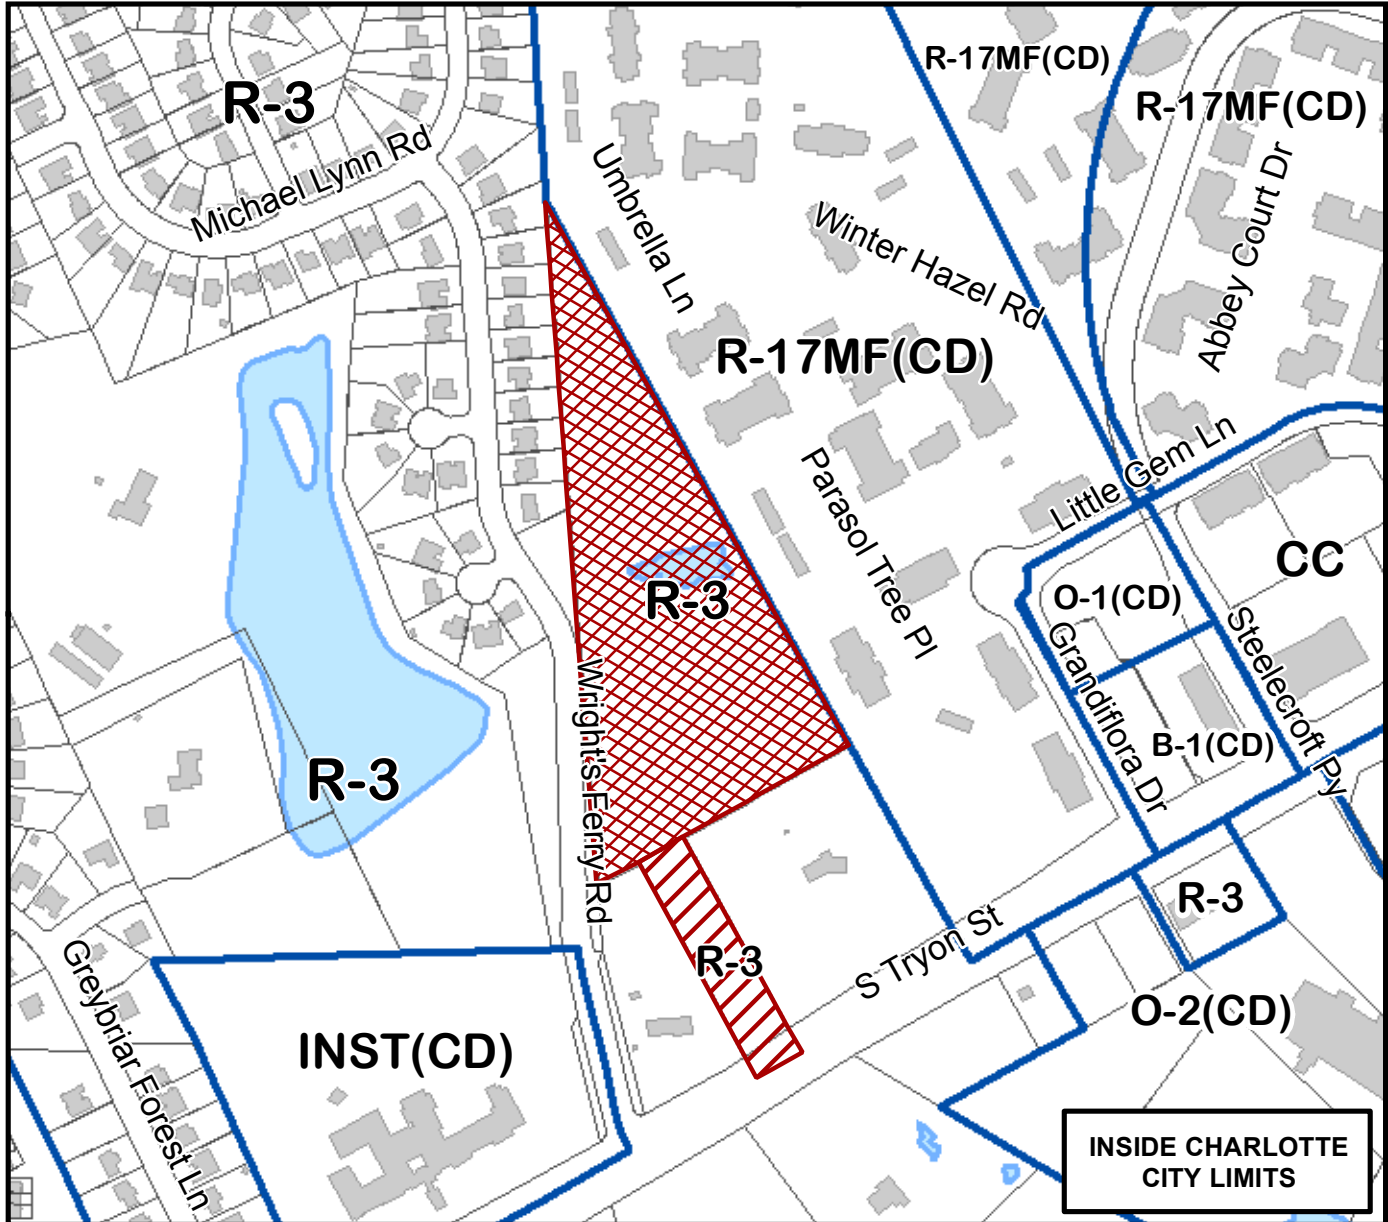 R-17MF(CD)
R-3
R-17MF(CD)
Michael Lynn Rd
Umbrella Ln
Abbey Court Dr
Winter Hazel Rd
R-17MF(CD)
Little Gem Ln
Parasol Tree Pl
CC
R-3
O-1(CD)
Steelecroft Py
Grandiflora Dr
Wright's Ferry Rd
B-1(CD)
R-3
R-3
S Tryon St
R-3
Greybriar Forest Ln
O-2(CD)
INST(CD)
INSIDE CHARLOTTE
CITY LIMITS